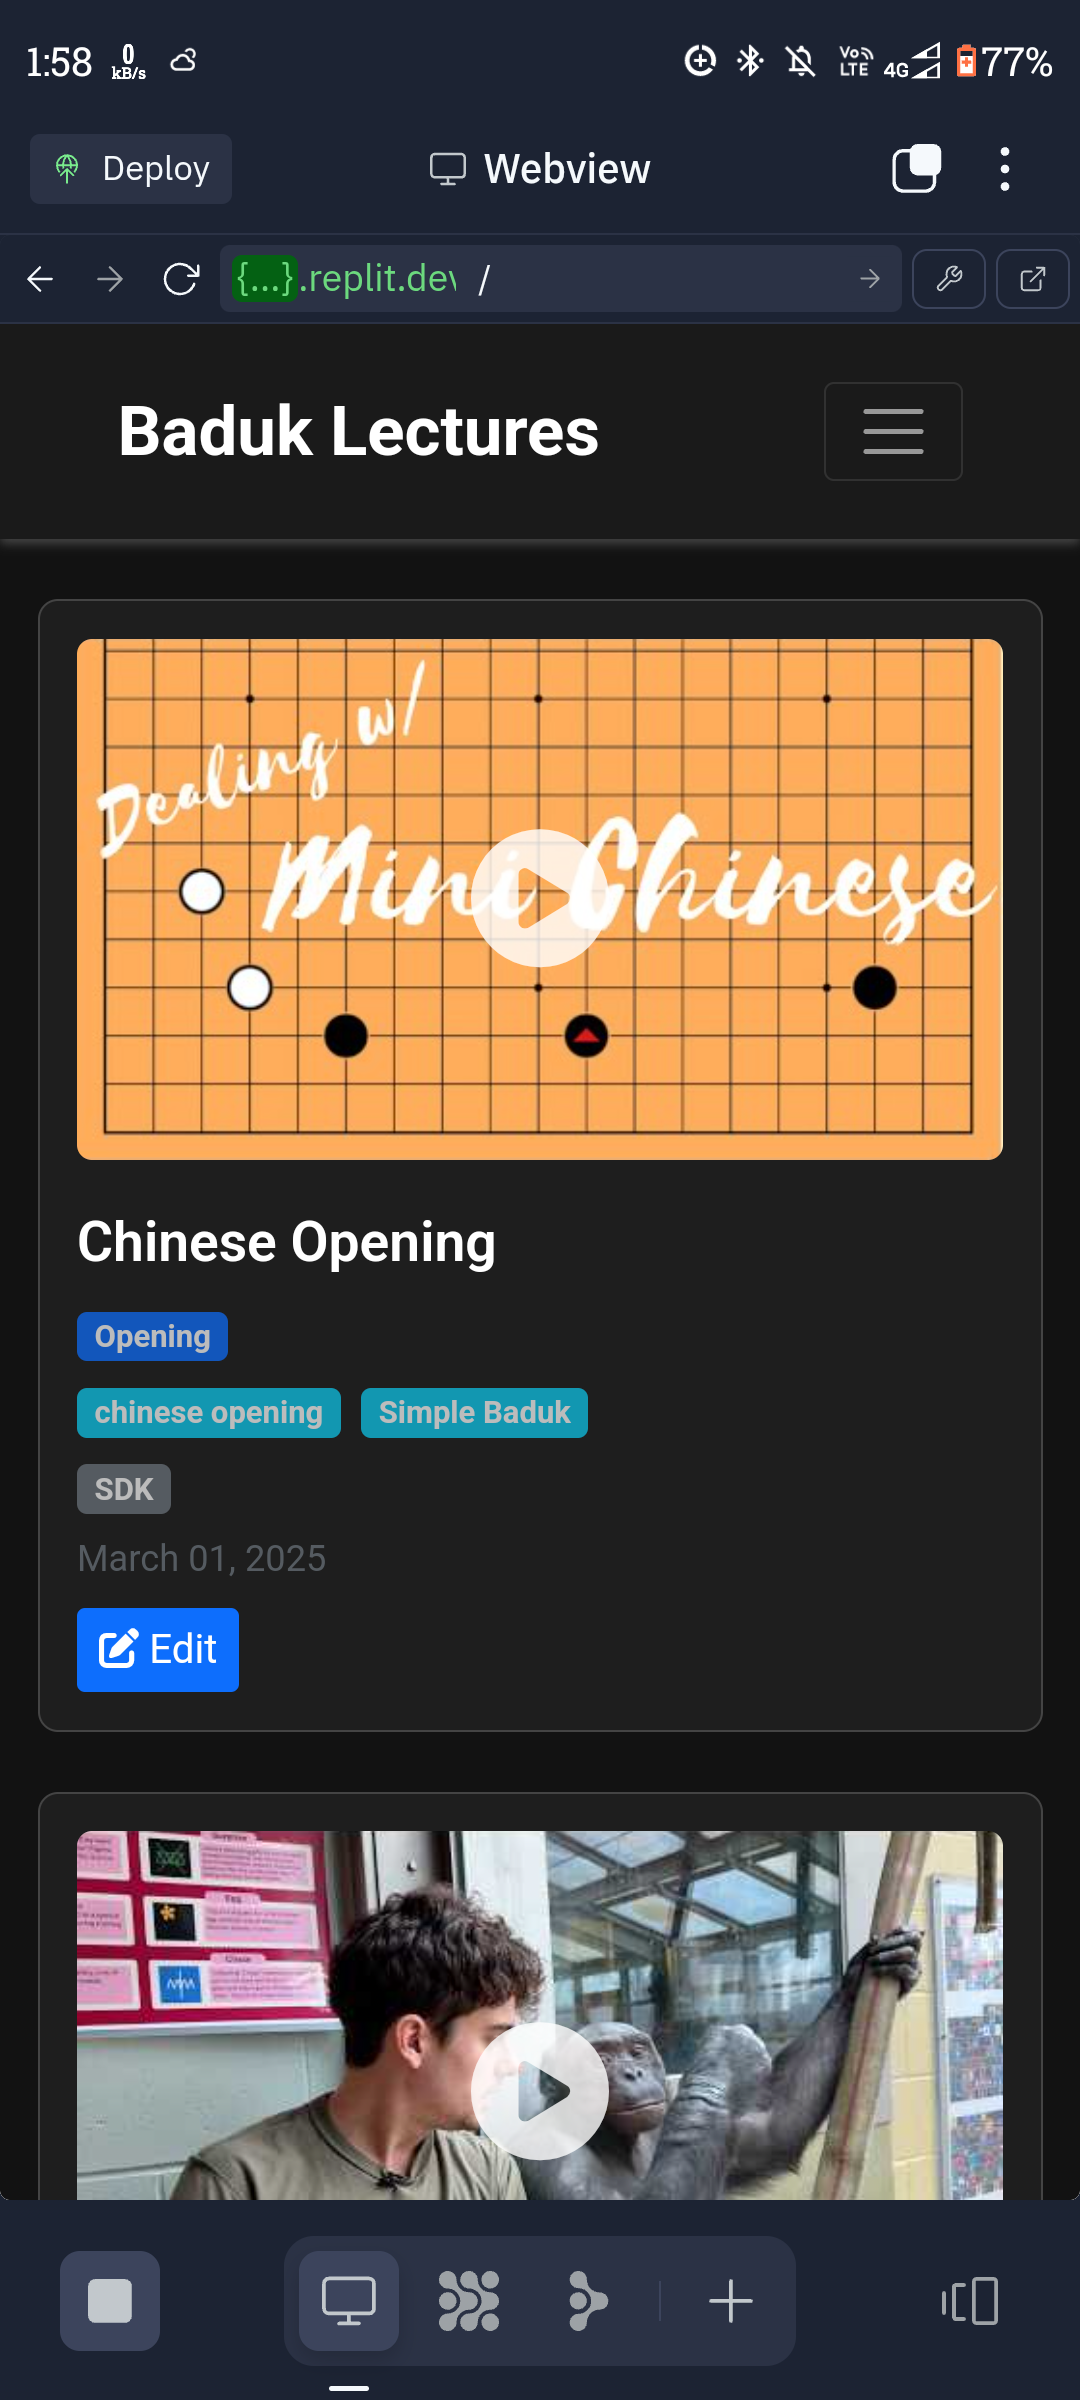 1:58 0 kB/s Vo LTE 4G 77%
Deploy Webview
{...}.replit.dev /
Baduk Lectures
Dealing w/
Mini Chinese
Chinese Opening
Opening
chinese opening Simple Baduk
SDK
March 01, 2025
Edit